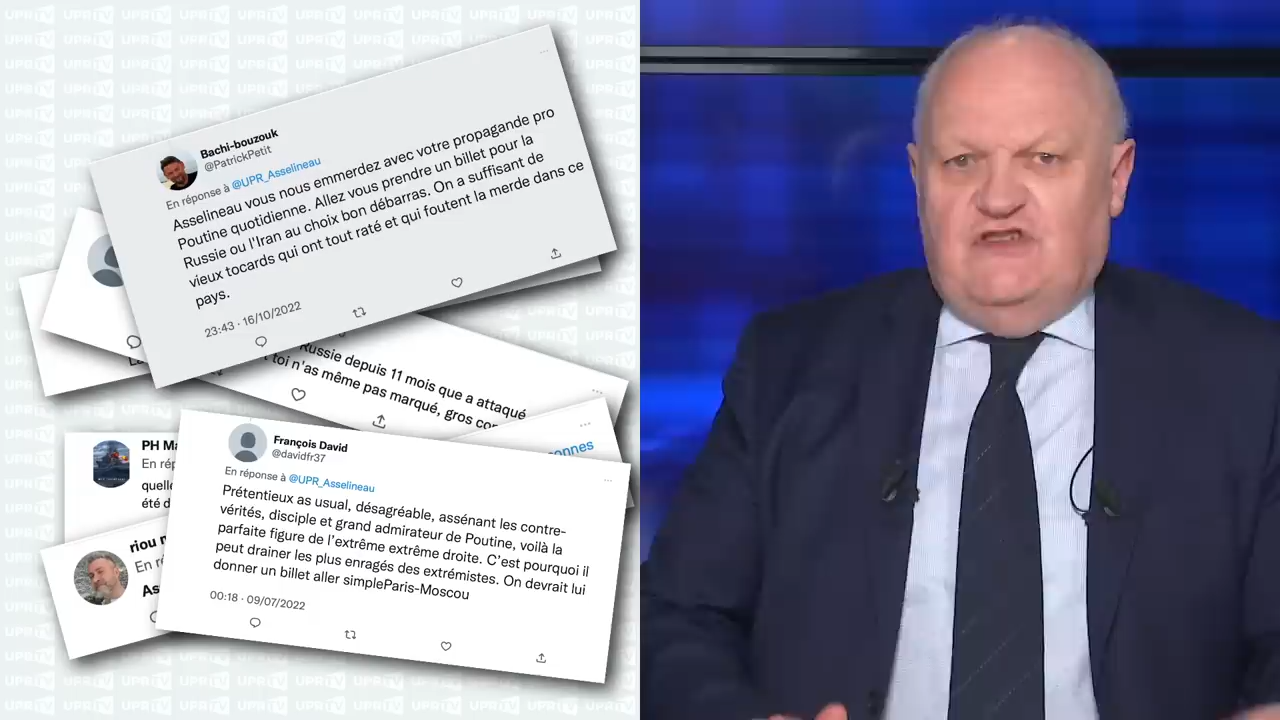 Bachi-bouzouk
@PatrickPetit
En réponse à @UPR_Asselineau
Asselineau vous nous emmerdez avec votre propagande pro
Poutine quotidienne. Allez vous prendre un billet pour la
Russie ou l'Iran au choix bon débarras. On a suffisant de
vieux tocards qui ont tout raté et qui foutent la merde dans ce
pays.
23:43 · 16/10/2022
Russie depuis 11 mois que a attaqué
toi n'as même pas marqué, gros
PH
En
été
François David
@davidfr37
En réponse à @UPR_Asselineau
Prétentieux as usual, désagréable, assénant les contre-
vérités, disciple et grand admirateur de Poutine, voilà la
parfaite figure de l'extrême extrême droite. C'est pourquoi il
peut drainer les plus enragés des extrémistes. On devrait lui
donner un billet aller simpleParis-Moscou
00:18 · 09/07/2022
riou
En
UPR TV